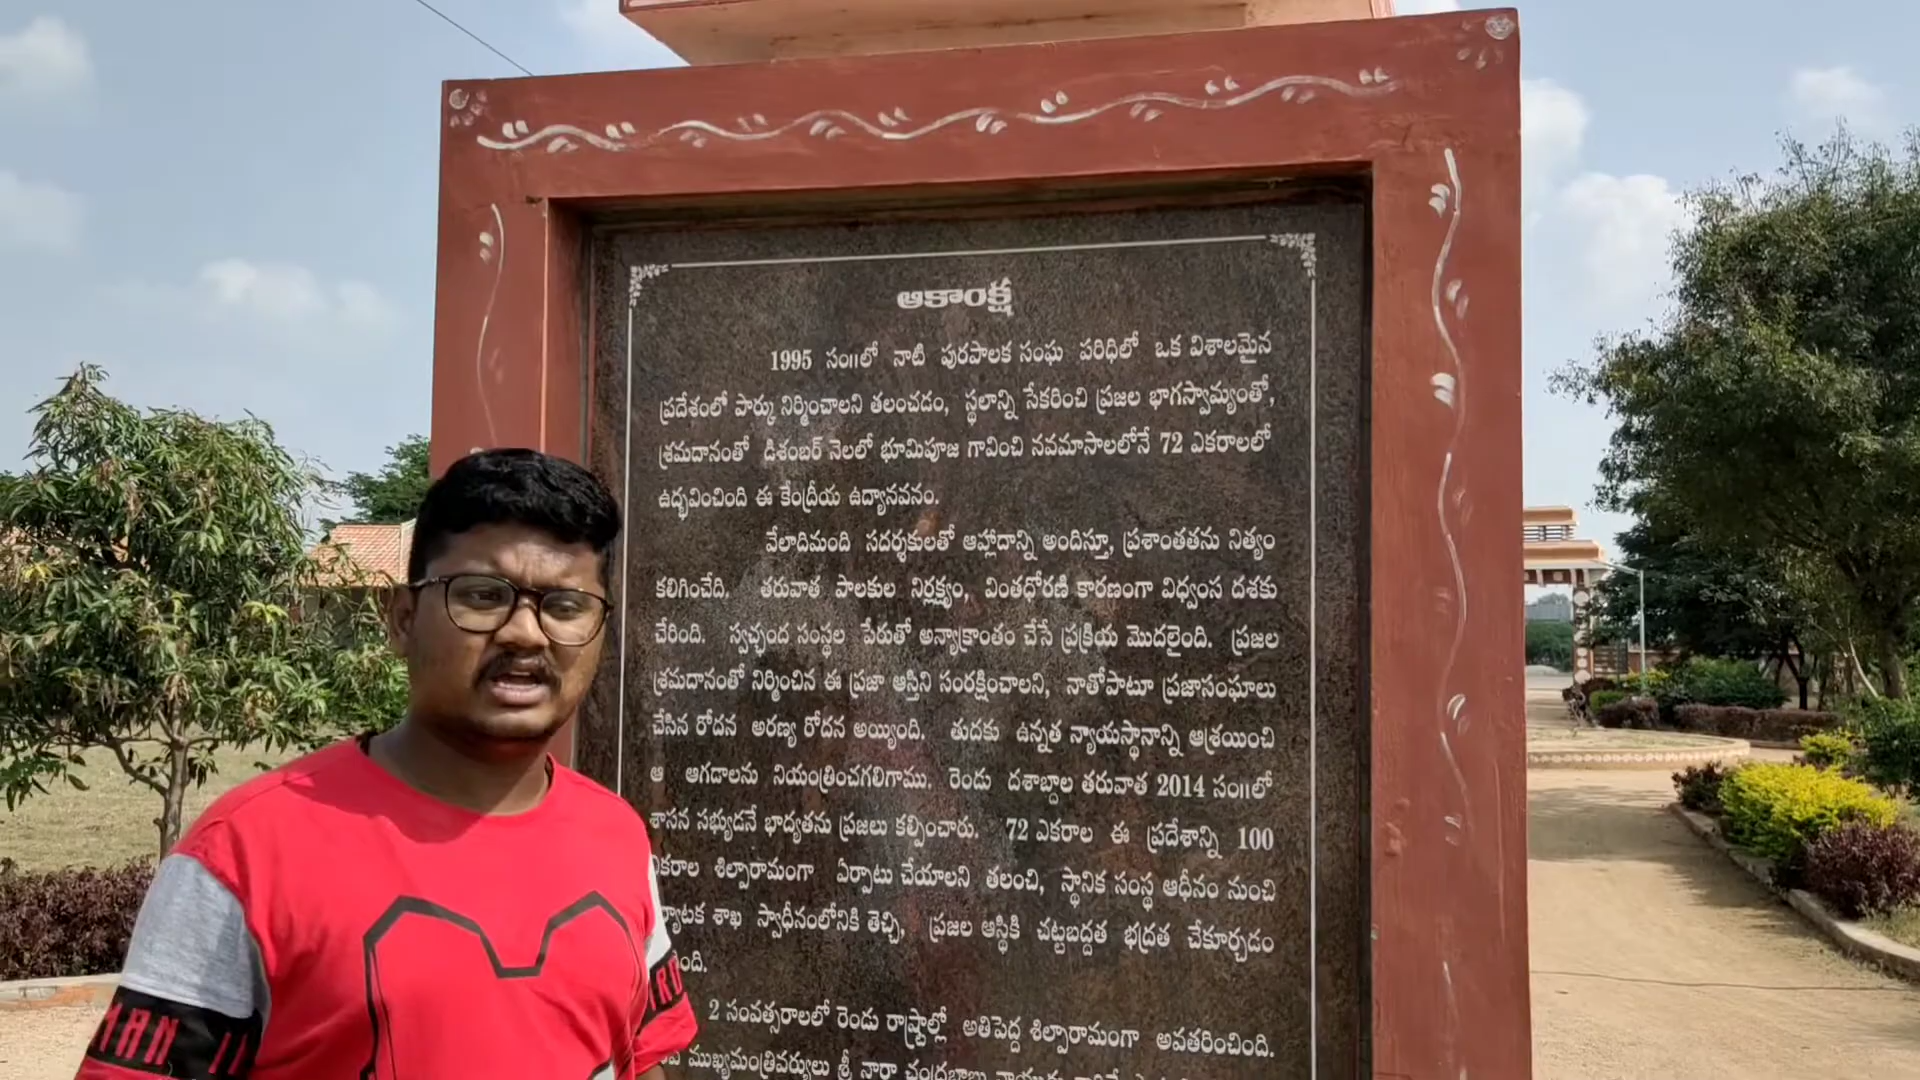 ఆకాంక్ష
1995 సం॥లో నాటి పురపాలక సంఘ పరిధిలో ఒక విశాలమైన
ప్రదేశంలో పార్కు నిర్మించాలని తలంచడం, స్థలాన్ని సేకరించి ప్రజల భాగస్వామ్యంతో,
శ్రమదానంతో డిశంబర్ నెలలో భూమిపూజ గావించి నవమాసాలలోనే 72 ఎకరాలలో
ఉద్భవించింది ఈ కేంద్రీయ ఉద్యానవనం.
వేలాదిమంది సదర్శకులతో ఆహ్లాదాన్ని అందిస్తూ, ప్రశాంతతను నిత్యం
కలిగించేది. తరువాత పాలకుల నిర్లక్ష్యం, వింతధోరణి కారణంగా విధ్వంస దశకు
చేరింది. స్వచ్ఛంద సంస్థల పేరుతో అన్యాక్రాంతం చేసే ప్రక్రియ మొదలైంది. ప్రజల
శ్రమదానంతో నిర్మించిన ఈ ప్రజా ఆస్తిని సంరక్షించాలని, నాతోపాటూ ప్రజాసంఘాలు
చేసిన రోదన అరణ్య రోదన అయ్యింది. తుదకు ఉన్నత న్యాయస్థానాన్ని ఆశ్రయించి
ఆ ఆగడాలను నియంత్రించగలిగాము. రెండు దశాబ్దాల తరువాత 2014 సం॥లో
శాసన సభ్యుడనే భాద్యతను ప్రజలు కల్పించారు. 72 ఎకరాల ఈ ప్రదేశాన్ని 100
శిల్పారామంగా ఏర్పాటు చేయాలని తలంచి, స్థానిక సంస్థ ఆధీనం నుంచి
శాఖ స్వాధీనంలోనికి తెచ్చి, ప్రజల ఆస్థికి చట్టబద్దత భద్రత చేకూర్చడం
2 సంవత్సరాలలో రెండు రాష్ట్రాల్లో అతిపెద్ద శిల్పారామంగా అవతరించింది.
ముఖ్యమంత్రివర్యులు శ్రీ నారా చంద్రబాబు
MAN II